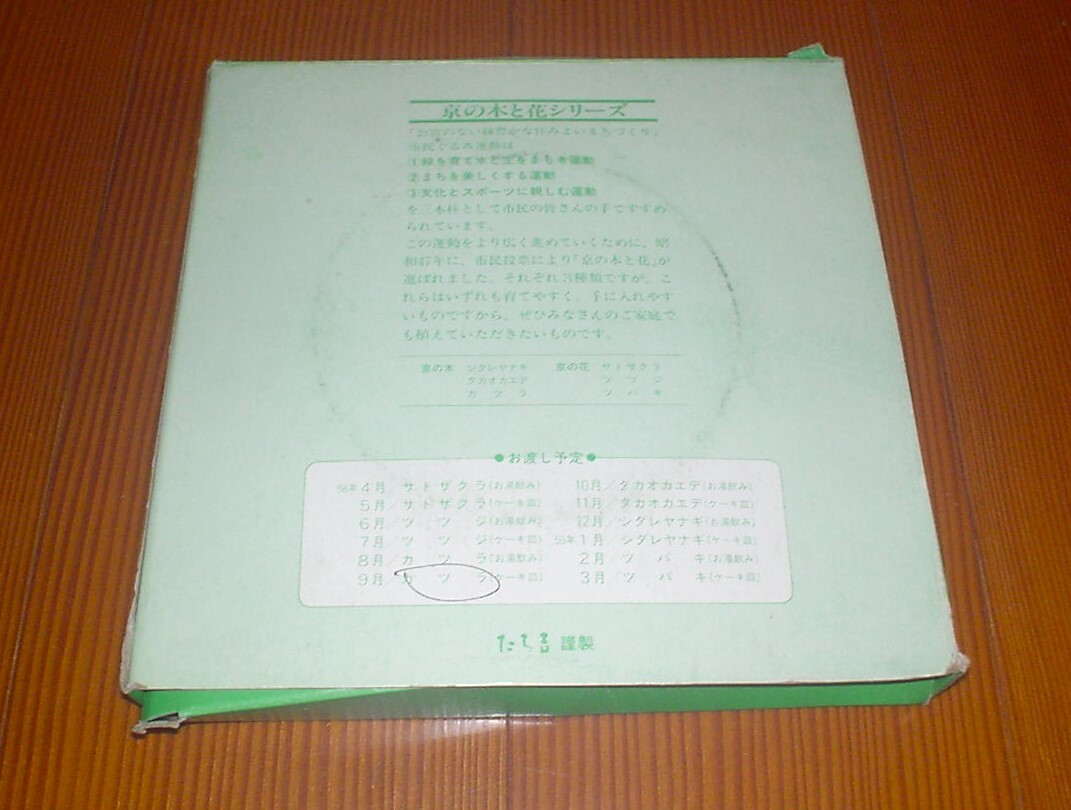 京の木と花シリーズ
「公害のない緑豊かな住みよいまちづくり」
市民ぐるみ運動は
①緑を育て水と空をまもる運動
②まちを美しくする運動
③文化とスポーツに親しむ運動
を三本柱として市民の皆さんの手ですすめ
られています。
この運動をより広く進めていくために、昭
和47年に、市民投票により「京の木と花」が
選ばれました。それぞれ3種類ですが、こ
れらはいずれも育てやすく、手に入れやす
いものですから、ぜひみなさんのご家庭で
も植えていただきたいものです。
京の木 シダレヤナギ 京の花 サトザクラ
タカオカエデ ツツジ
カツラ ツバキ
●お渡し予定●
58年4月/サトザクラ(お湯飲み)
5月/サトザクラ(ケーキ皿)
6月/ツツジ(お湯飲み)
7月/ツツジ(ケーキ皿)
8月/カツラ(お湯飲み)
9月/カツラ(ケーキ皿)
10月/タカオカエデ(お湯飲み)
11月/タカオカエデ(ケーキ皿)
12月/シダレヤナギ(お湯飲み)
59年1月/シダレヤナギ(ケーキ皿)
2月/ツバキ(お湯飲み)
3月/ツバキ(ケーキ皿)
たち吉 謹製